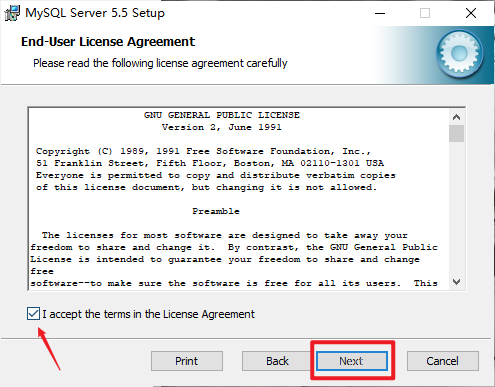 MySQL Server 5.5 Setup
End-User License Agreement
Please read the following license agreement carefully
GNU GENERAL PUBLIC LICENSE
Version 2, June 1991
Copyright (C) 1989, 1991 Free Software Foundation, Inc.,
51 Franklin Street, Fifth Floor, Boston, MA 02110-1301 USA
Everyone is permitted to copy and distribute verbatim copies
of this license document, but changing it is not allowed.
Preamble
The licenses for most software are designed to take away your
freedom to share and change it.  By contrast, the GNU General Public
License is intended to guarantee your freedom to share and change
free
software--to make sure the software is free for all its users.  This
I accept the terms in the License Agreement
Print Back Next Cancel